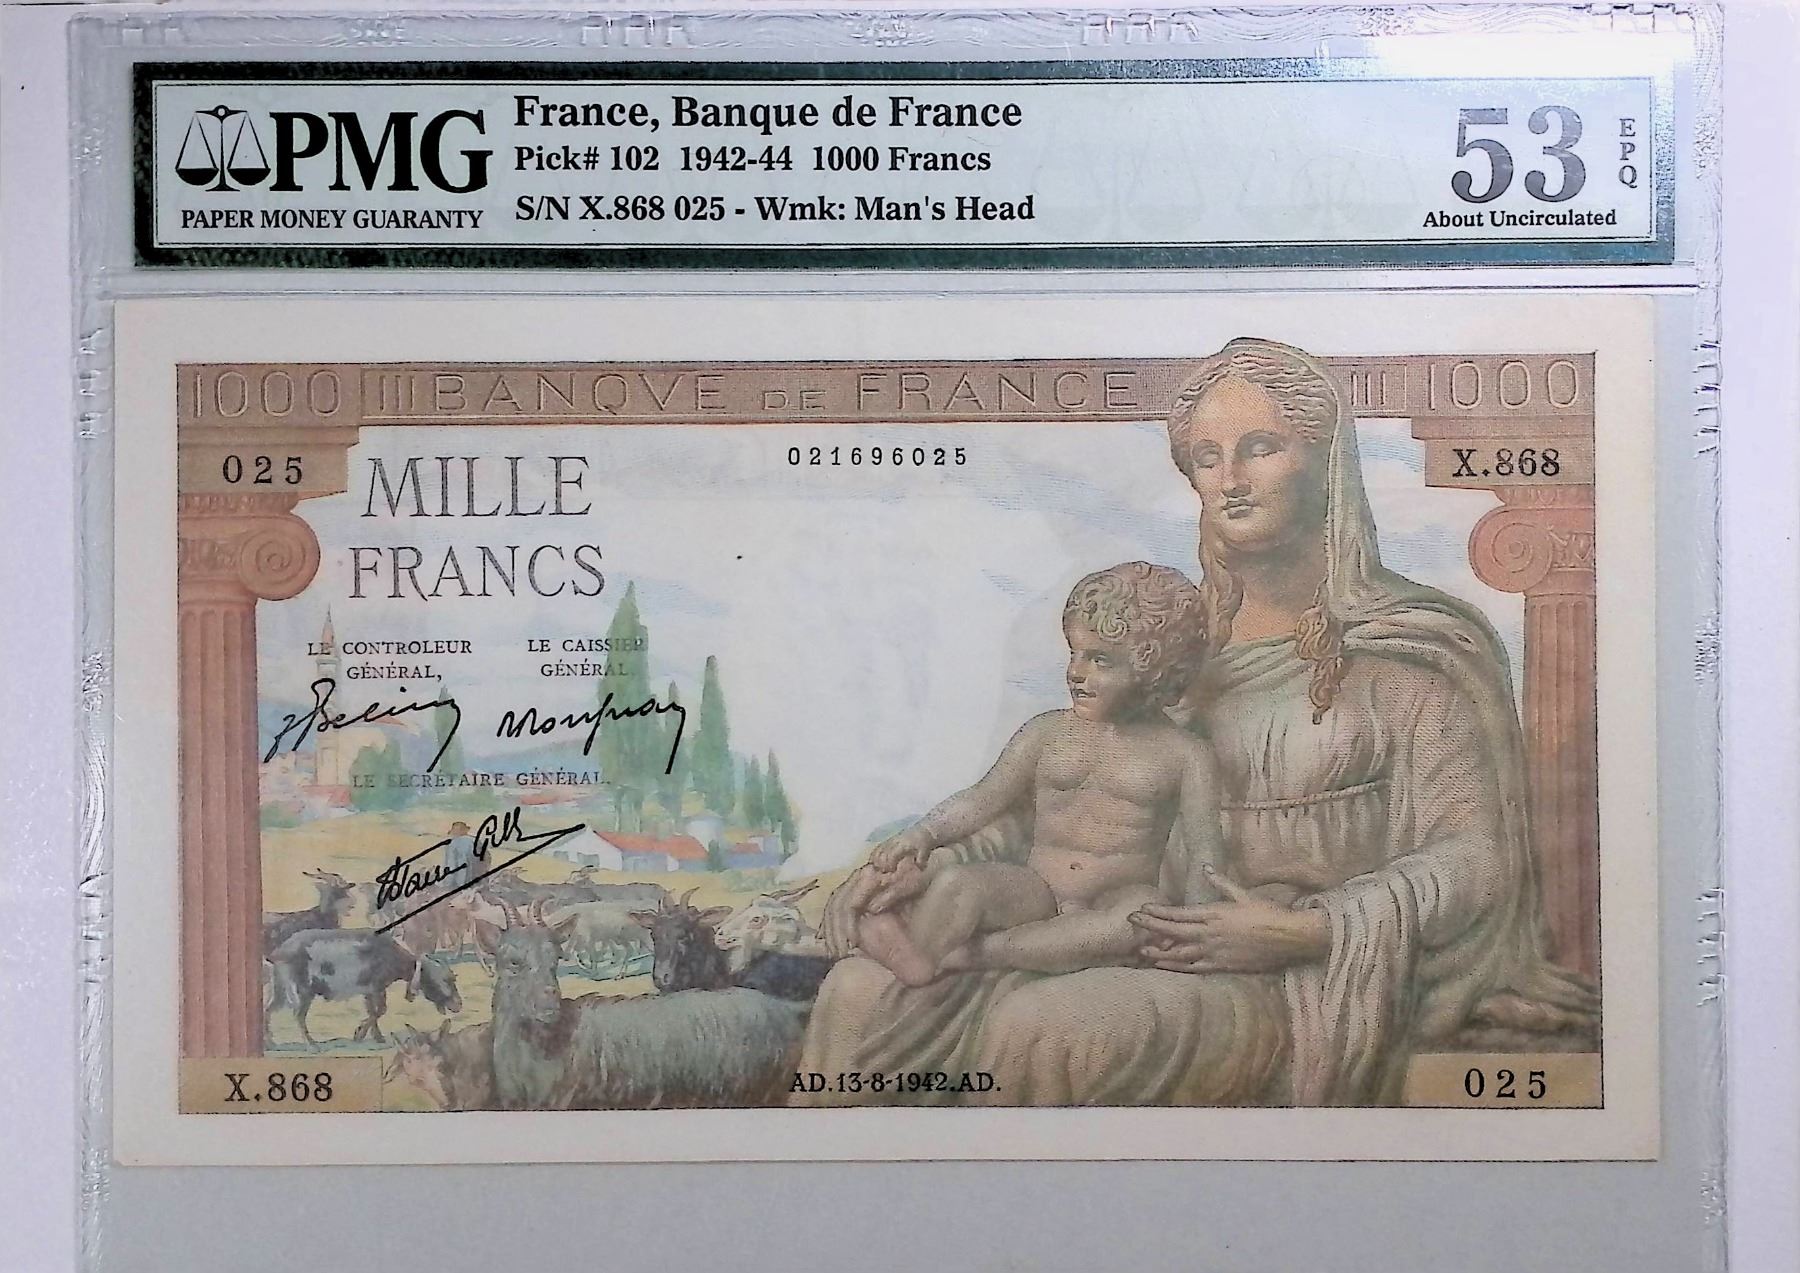 PMG
PAPER MONEY GUARANTY
France, Banque de France
Pick# 102 1942-44 1000 Francs
S/N X.868 025 - Wmk: Man's Head
53
EPQ
About Uncirculated
1000 BANQVE DE FRANCE 1000
025
021696025
X.868
MILLE
FRANCS
LE CONTROLEUR
GÉNÉRAL,
LE CAISSIER
GÉNÉRAL
LE SECRÉTAIRE GÉNÉRAL.
X.868
AD.13-8-1942.AD.
025